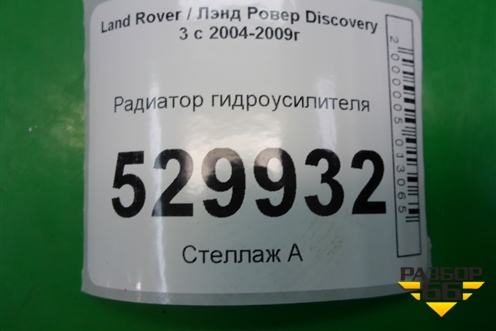 Land Rover / Лэнд Ровер Discovery
3 с 2004-2009г
Радиатор гидроусилителя
529932
Стеллаж А
2000005013065
РАЗБОР
66